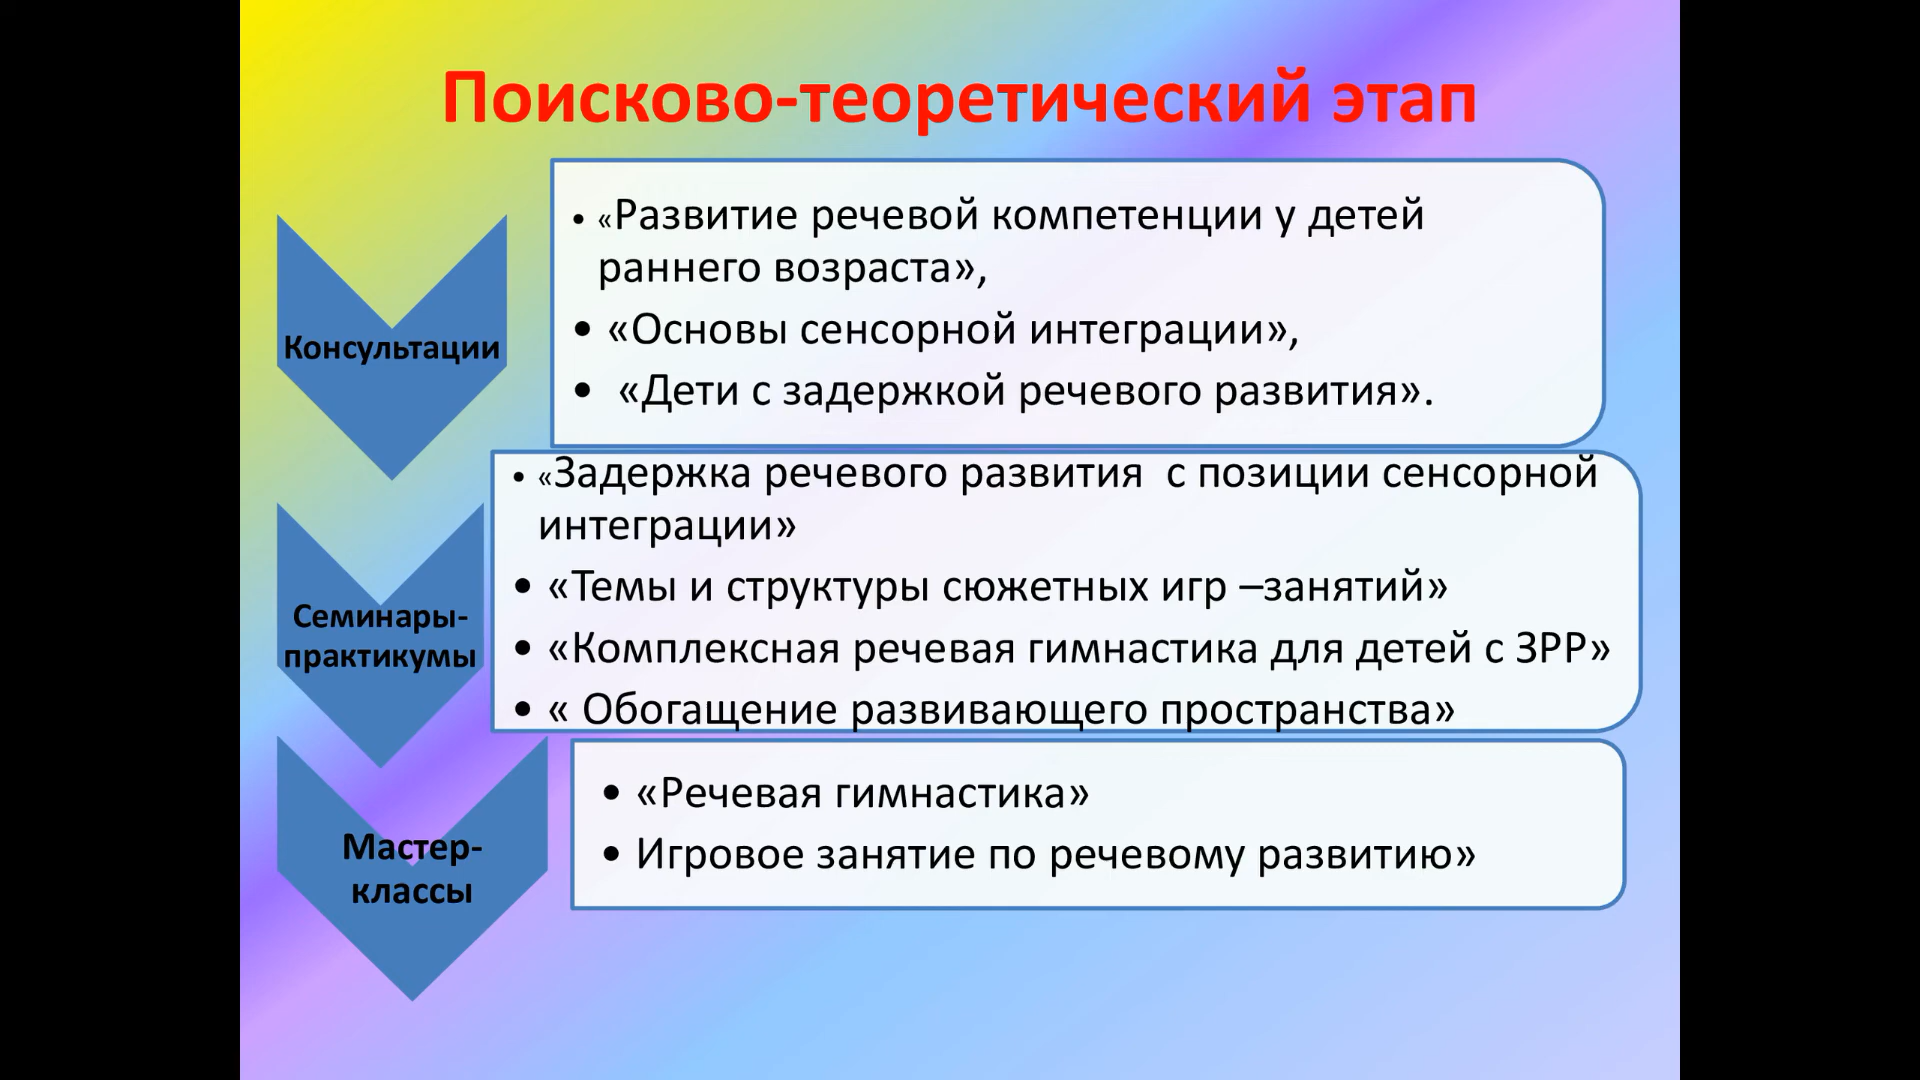 Поисково-теоретический этап
Консультации
• «Развитие речевой компетенции у детей
раннего возраста»,
• «Основы сенсорной интеграции»,
• «Дети с задержкой речевого развития».
Семинары-
практикумы
• «Задержка речевого развития  с позиции сенсорной
интеграции»
• «Темы и структуры сюжетных игр –занятий»
• «Комплексная речевая гимнастика для детей с ЗРР»
• « Обогащение развивающего пространства»
Мастер-
классы
• «Речевая гимнастика»
• Игровое занятие по речевому развитию»